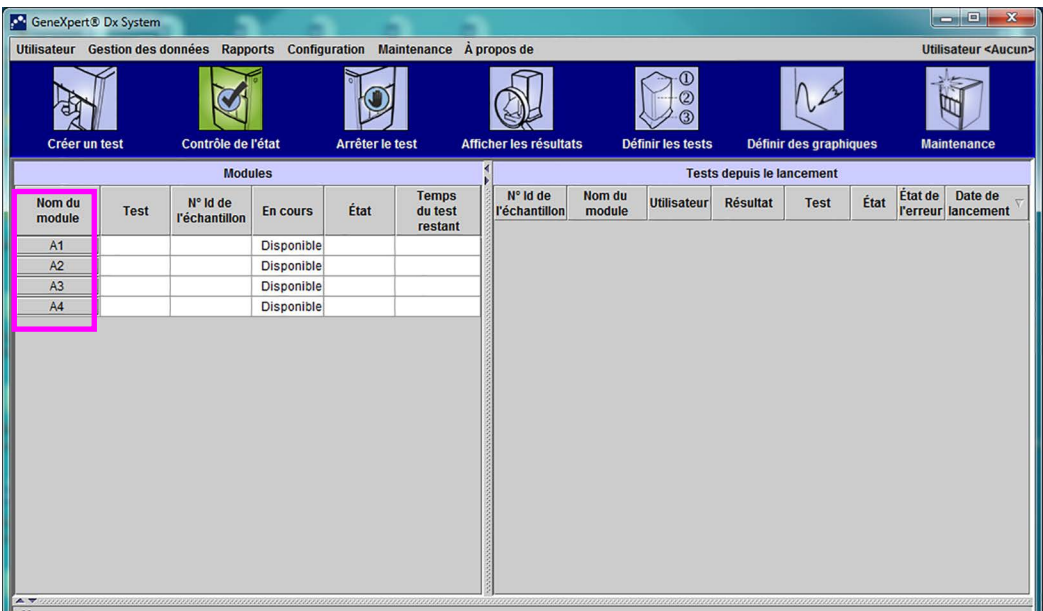 GeneXpert® Dx System
Utilisateur Gestion des données Rapports Configuration Maintenance À propos de Utilisateur <Aucun>
①
②
③
Créer un test Contrôle de l'état Arrêter le test Afficher les résultats Définir les tests Définir des graphiques Maintenance
Modules
Nom du module Test N° Id de l'échantillon En cours État Temps du test restant
A1 Disponible
A2 Disponible
A3 Disponible
A4 Disponible
Tests depuis le lancement
N° Id de l'échantillon Nom du module Utilisateur Résultat Test État État de l'erreur Date de lancement